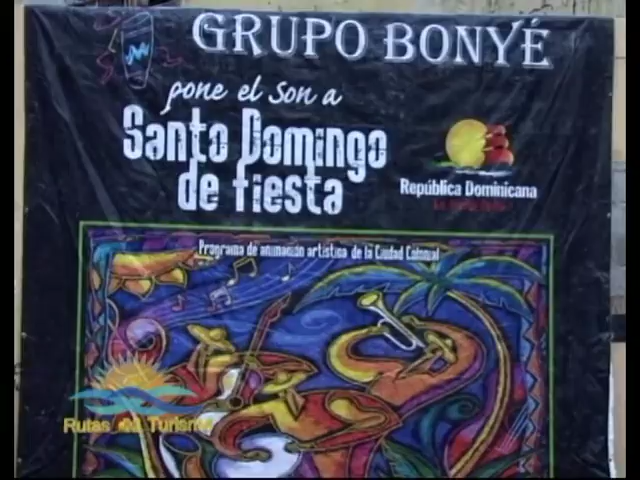 GRUPO BONYÉ
pone el son a
Santo Domingo
de fiesta
República Dominicana
Programa de animación artística de la Ciudad Colonial
Rutas del Turismo